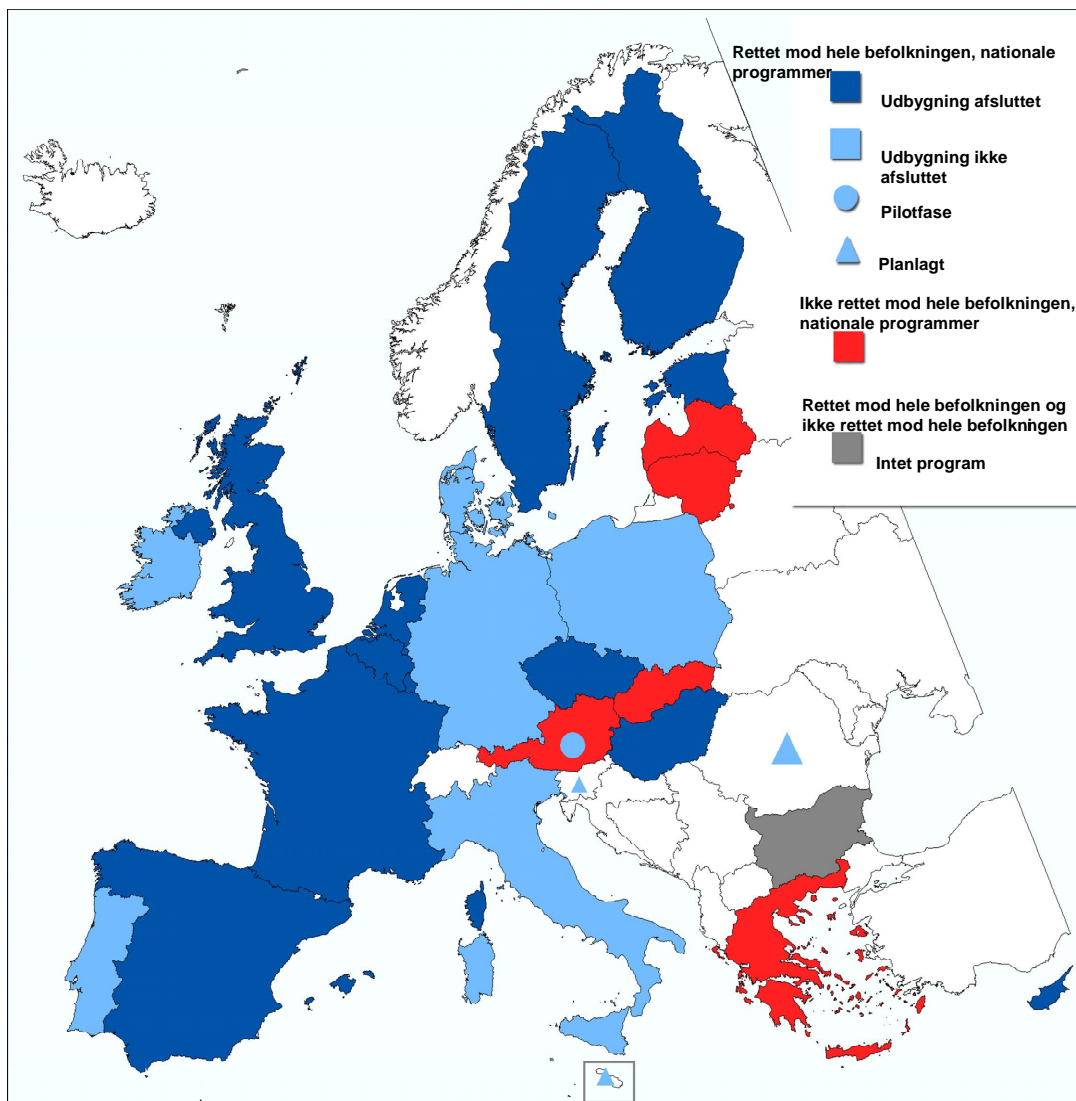 Rettet mod hele befolkningen, nationale
programmer
Udbygning afsluttet
Udbygning ikke
afsluttet
Pilotfase
Planlagt
Ikke rettet mod hele befolkningen,
nationale programmer
Rettet mod hele befolkningen og
ikke rettet mod hele befolkningen
Intet program